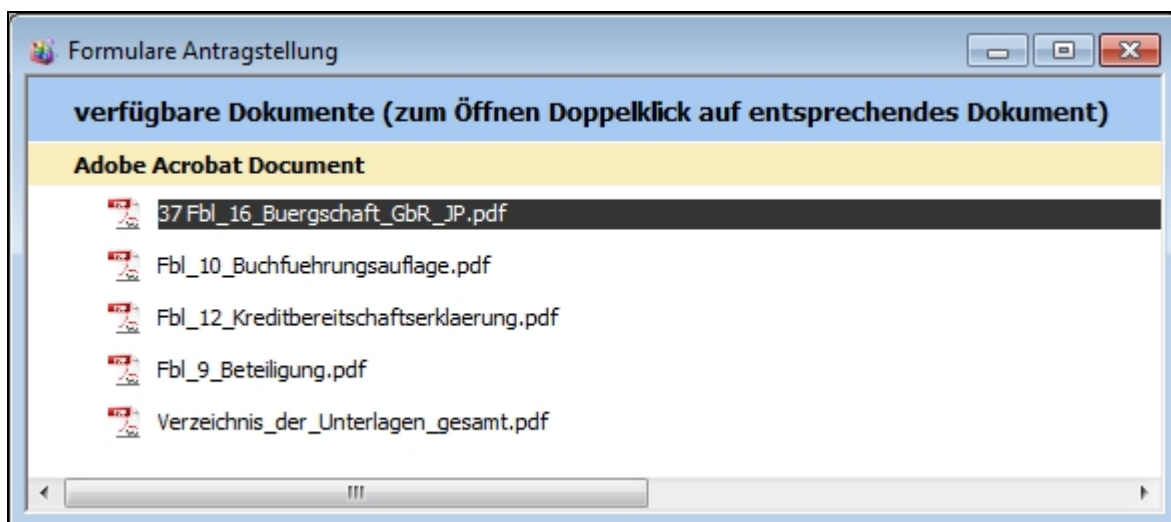 Formulare Antragstellung
verfügbare Dokumente (zum Öffnen Doppelklick auf entsprechendes Dokument)
Adobe Acrobat Document
37 Fbl_16_Buergschaft_GbR_JP.pdf
Fbl_10_Buchfuehrungsauflage.pdf
Fbl_12_Kreditbereitschaftserklaerung.pdf
Fbl_9_Beteiligung.pdf
Verzeichnis_der_Unterlagen_gesamt.pdf